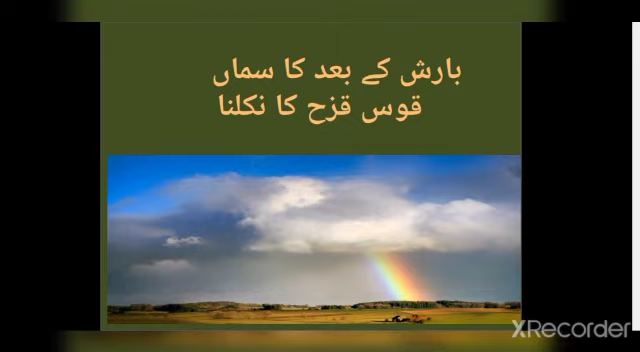 بارش کے بعد کا سماں
قوس قزح کا نکلنا
XRecorder